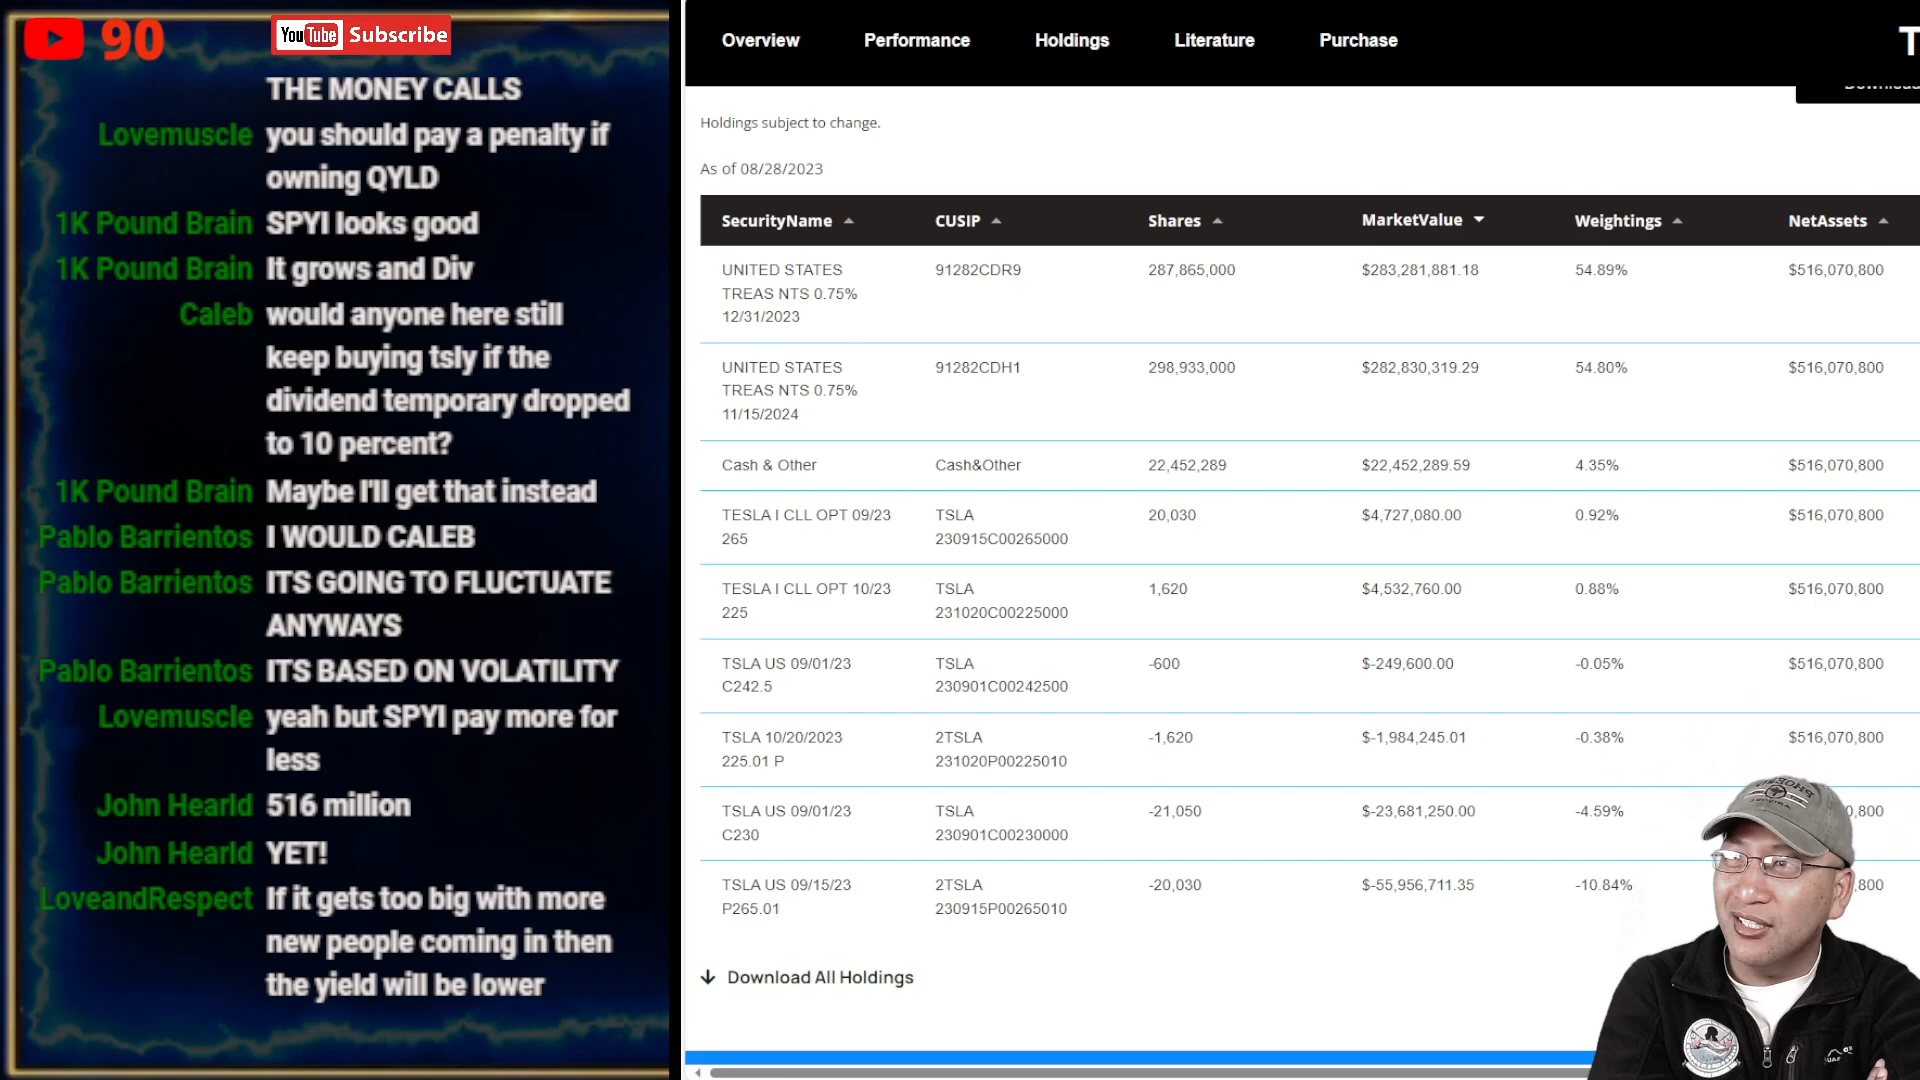 90
YouTube Subscribe
THE MONEY CALLS
Lovemuscle you should pay a penalty if
owning QYLD
1K Pound Brain SPYI looks good
1K Pound Brain It grows and Div
Caleb would anyone here still
keep buying tsly if the
dividend temporary dropped
to 10 percent?
1K Pound Brain Maybe I'll get that instead
Pablo Barrientos I WOULD CALEB
Pablo Barrientos ITS GOING TO FLUCTUATE
ANYWAYS
Pablo Barrientos ITS BASED ON VOLATILITY
Lovemuscle yeah but SPYI pay more for
less
John Hearld 516 million
John Hearld YET!
LoveandRespect If it gets too big with more
new people coming in then
the yield will be lower
Overview Performance Holdings Literature Purchase
Holdings subject to change.
As of 08/28/2023
SecurityName CUSIP Shares MarketValue Weightings NetAssets
UNITED STATES 91282CDR9 287,865,000 $283,281,881.18 54.89% $516,070,800
TREAS NTS 0.75%
12/31/2023
UNITED STATES 91282CDH1 298,933,000 $282,830,319.29 54.80% $516,070,800
TREAS NTS 0.75%
11/15/2024
Cash & Other Cash&Other 22,452,289 $22,452,289.59 4.35% $516,070,800
TESLA I CLL OPT 09/23 TSLA 20,030 $4,727,080.00 0.92% $516,070,800
265 230915C00265000
TESLA I CLL OPT 10/23 TSLA 1,620 $4,532,760.00 0.88% $516,070,800
225 231020C00225000
TSLA US 09/01/23 TSLA -600 $-249,600.00 -0.05% $516,070,800
C242.5 230901C00242500
TSLA 10/20/2023 2TSLA -1,620 $-1,984,245.01 -0.38% $516,070,800
225.01 P 231020P00225010
TSLA US 09/01/23 TSLA -21,050 $-23,681,250.00 -4.59%
C230 230901C00230000
TSLA US 09/15/23 2TSLA -20,030 $-55,956,711.35 -10.84%
P265.01 230915P00265010
Download All Holdings